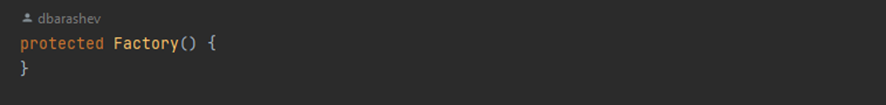 dbarashev
protected Factory() {
}